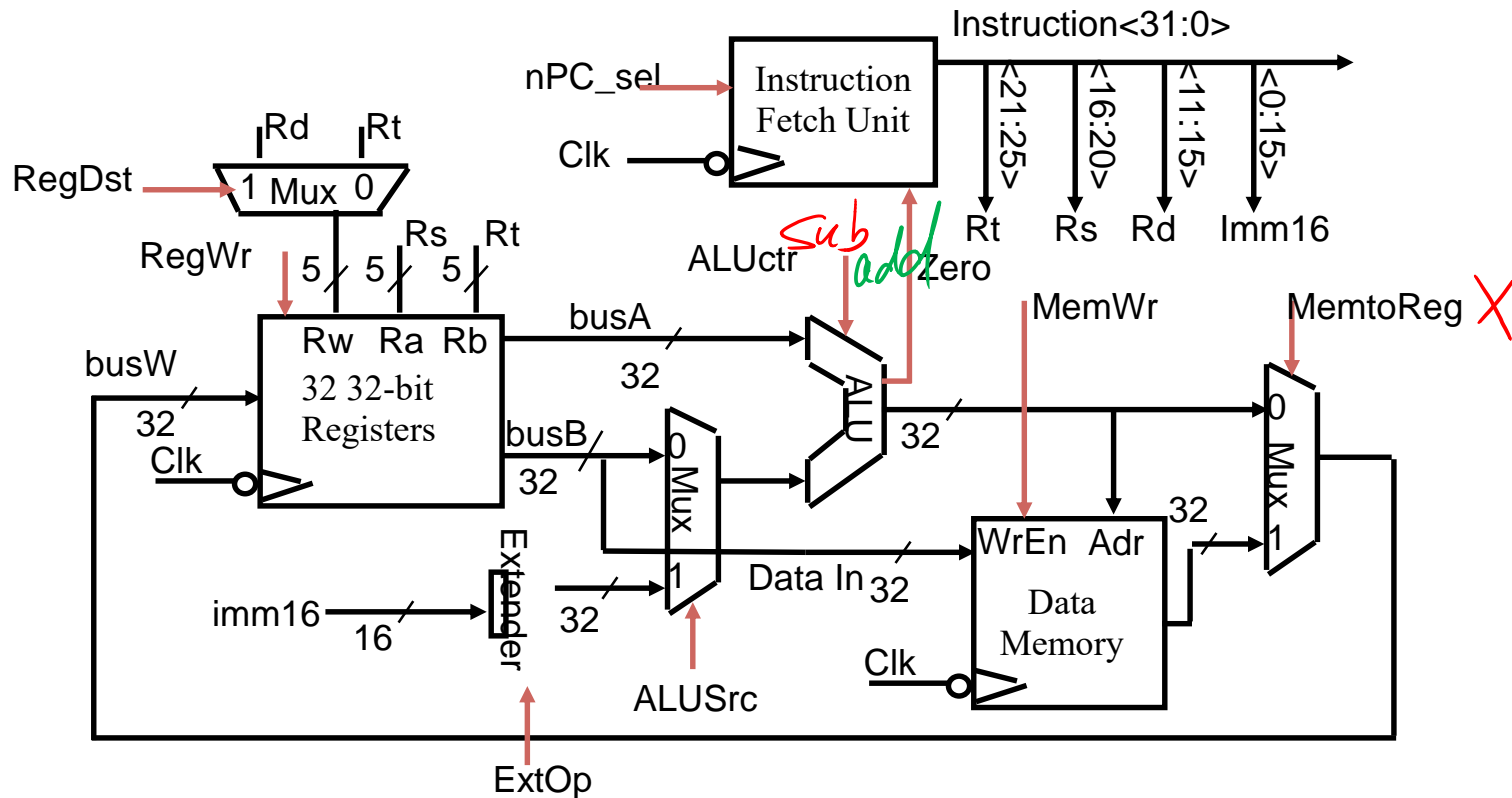 Instruction<31:0>
nPC_sel
Instruction
Fetch Unit
<21:25>
<16:20>
<11:15>
<0:15>
Rd
Rt
Clk
RegDst
1 Mux 0
Rt
Rs
Rd
Imm16
RegWr
5
5
Rs
5
Rt
ALUctr
sub
add
Zero
MemWr
MemtoReg X
busW
32
Rw Ra Rb
32 32-bit
Registers
Clk
busA
32
busB
32
0
Mux
1
ALU
32
0
Mux
1
Extender
imm16
16
32
Data In
32
WrEn Adr
32
Data
Memory
Clk
ALUSrc
ExtOp